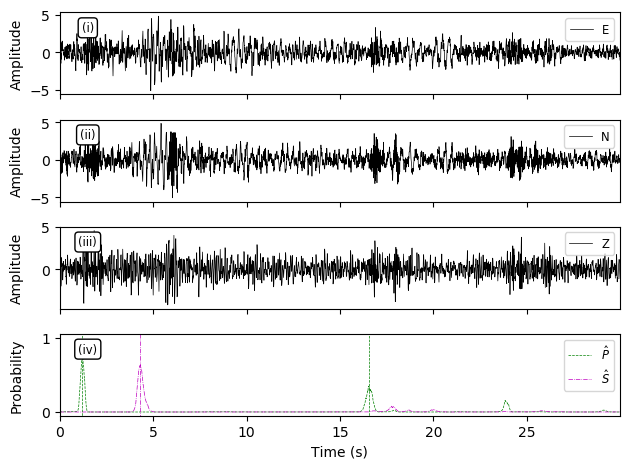 5
0
−5
Amplitude
(i)
E
5
0
−5
Amplitude
(ii)
N
5
0
Amplitude
(iii)
Z
1
0
Probability
(iv)
P̂
Ŝ
0 5 10 15 20 25
Time (s)